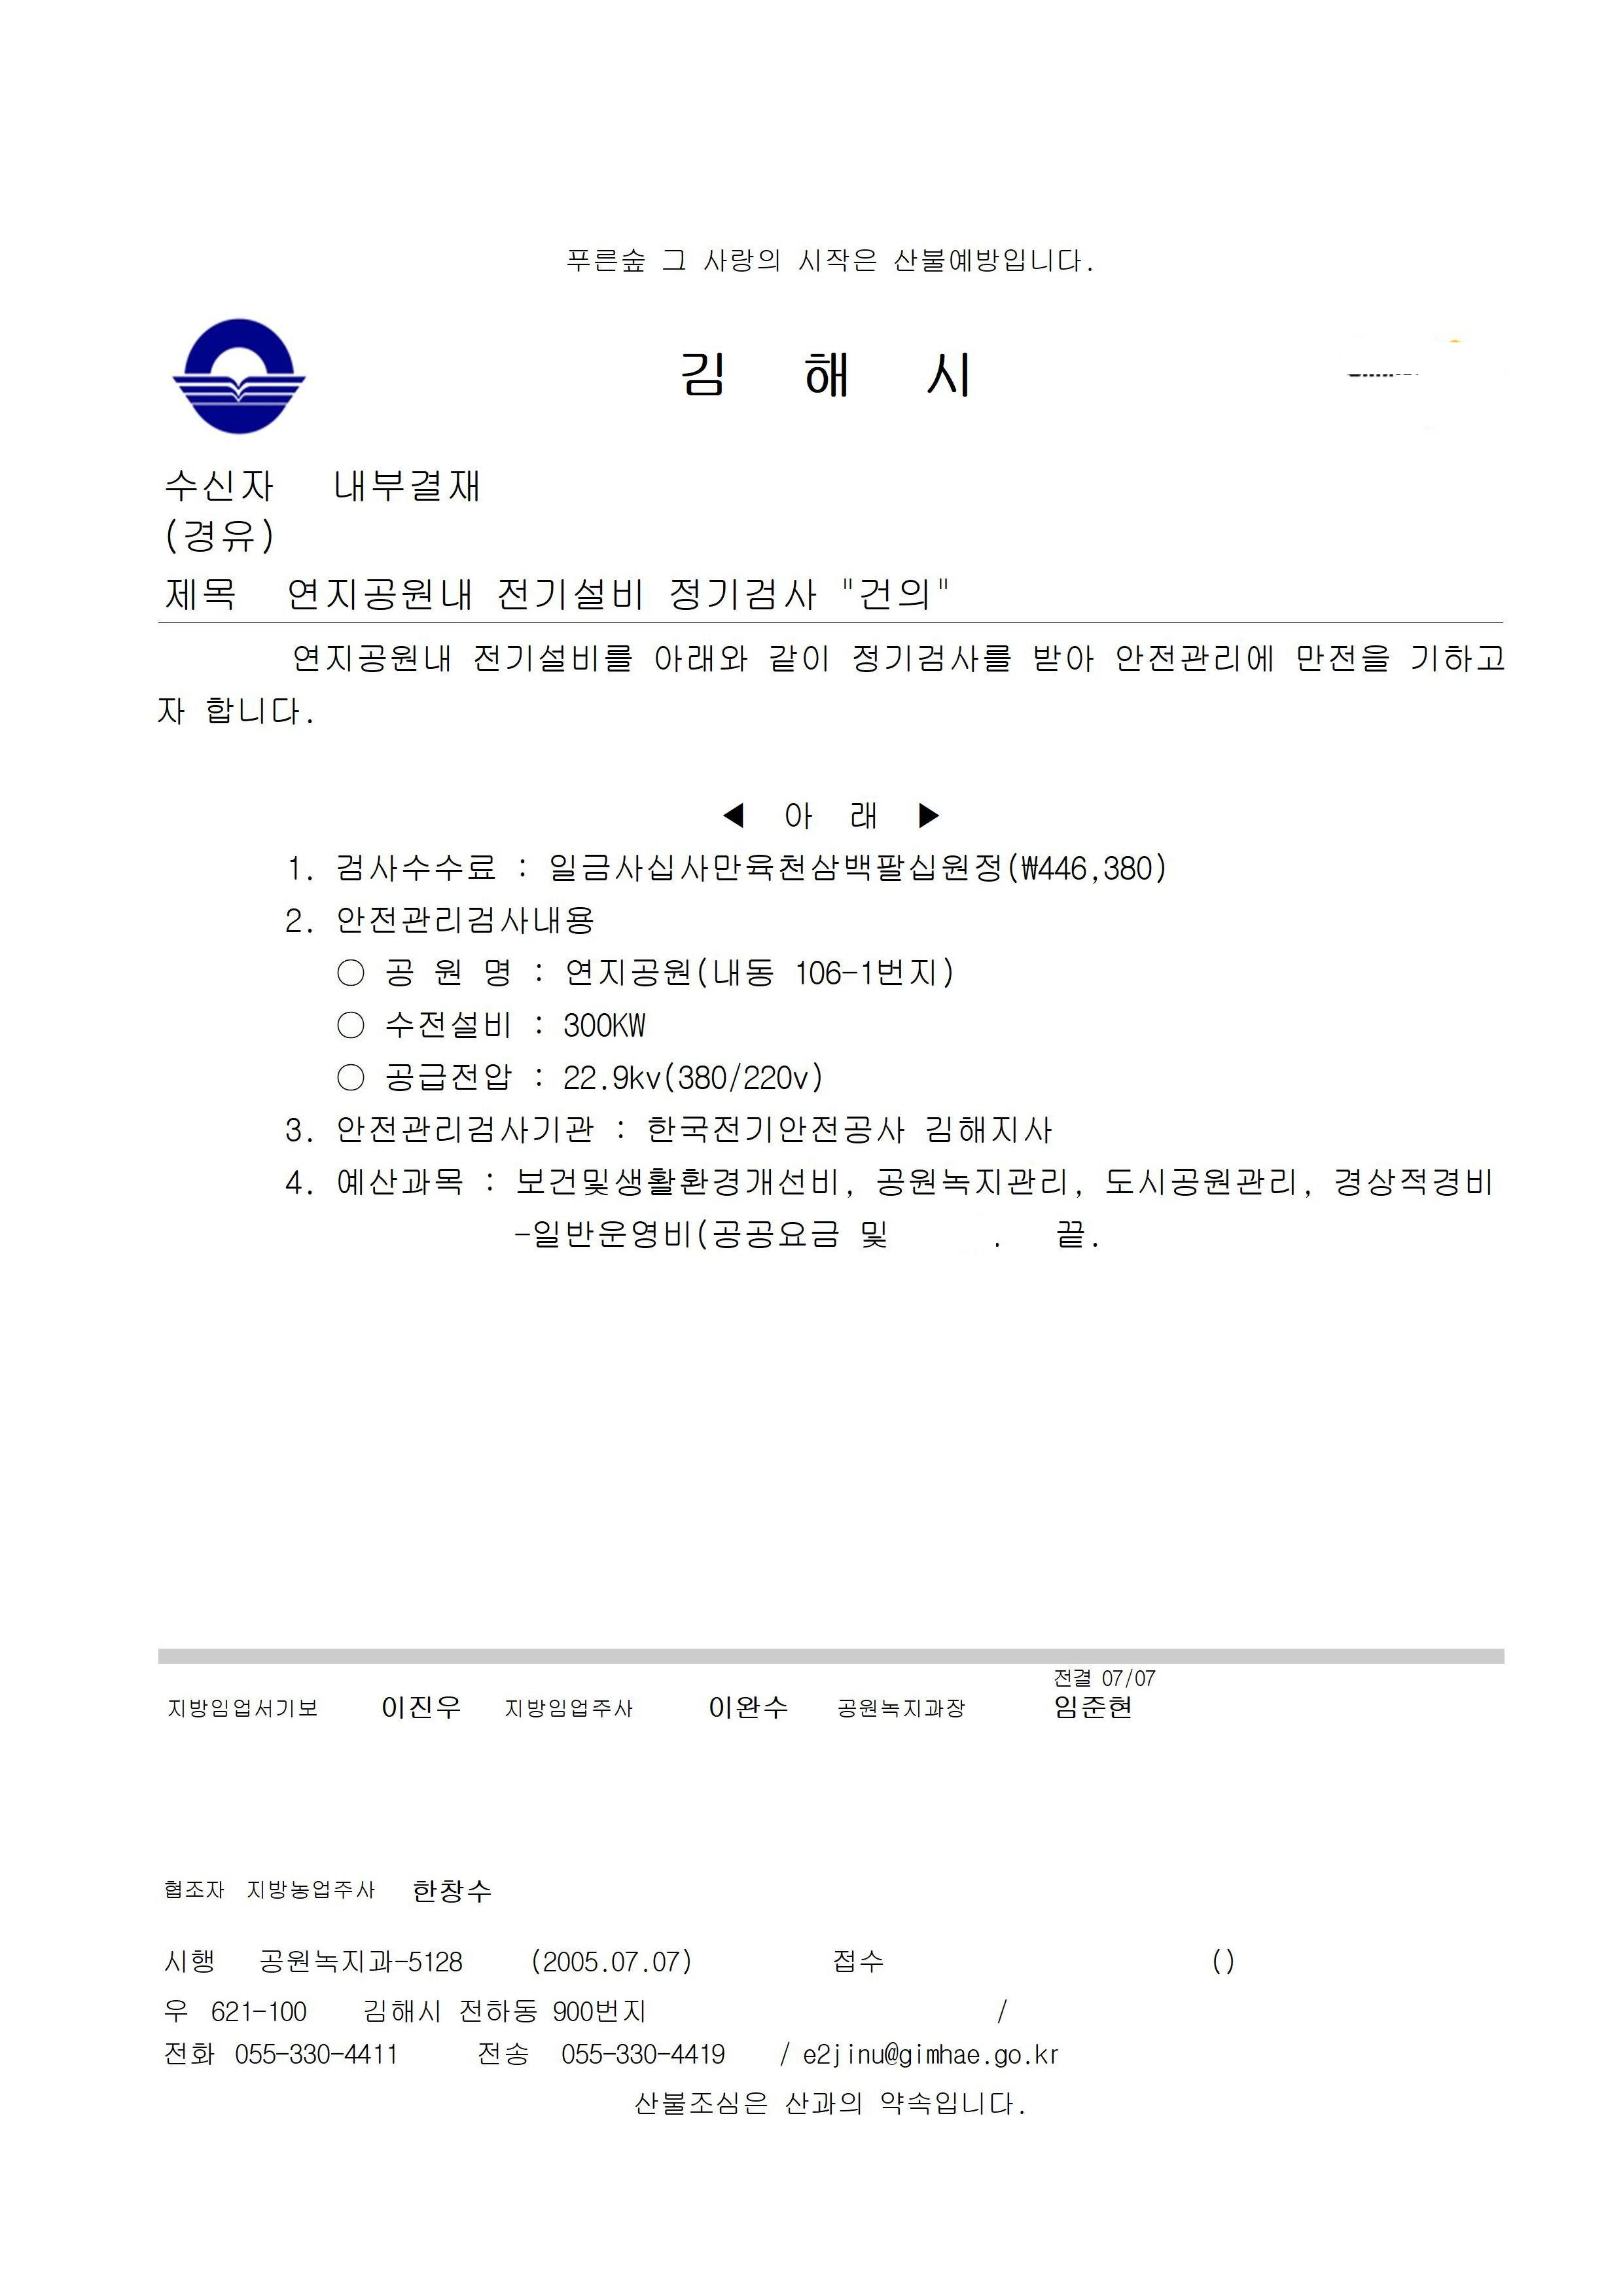 푸른숲 그 사랑의 시작은 산불예방입니다.
김 해 시
수신자 내부결재
(경유)
제목 연지공원내 전기설비 정기검사 "건의"
연지공원내 전기설비를 아래와 같이 정기검사를 받아 안전관리에 만전을 기하고
자 합니다.
◀ 아 래 ▶
1. 검사수수료 : 일금사십사만육천삼백팔십원정(₩446,380)
2. 안전관리검사내용
○ 공 원 명 : 연지공원(내동 106-1번지)
○ 수전설비 : 300KW
○ 공급전압 : 22.9kv(380/220v)
3. 안전관리검사기관 : 한국전기안전공사 김해지사
4. 예산과목 : 보건및생활환경개선비, 공원녹지관리, 도시공원관리, 경상적경비
-일반운영비(공공요금 및 . 끝.
전결 07/07
지방임업서기보 이진우 지방임업주사 이완수 공원녹지과장 임준현
협조자 지방농업주사 한창수
시행 공원녹지과-5128 (2005.07.07) 접수 ()
우 621-100 김해시 전하동 900번지 /
전화 055-330-4411 전송 055-330-4419 / e2jinu@gimhae.go.kr
산불조심은 산과의 약속입니다.